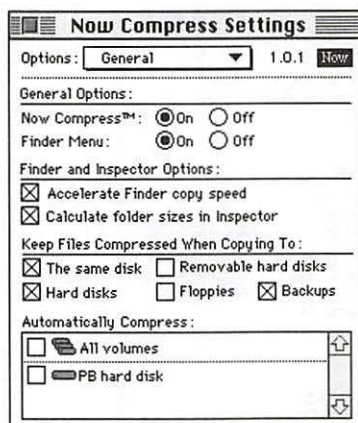 Now Compress Settings
Options: General 1.0.1 Now
General Options:
Now Compress™: On Off
Finder Menu: On Off
Finder and Inspector Options:
Accelerate Finder copy speed
Calculate folder sizes in Inspector
Keep Files Compressed When Copying To:
The same disk Removable hard disks
Hard disks Floppies Backups
Automatically Compress:
All volumes
PB hard disk